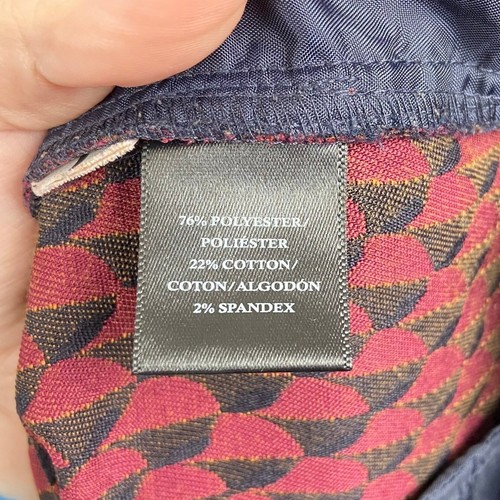 76% POLYESTER/
POLIÉSTER
22% COTTON/
COTON/ALGODÓN
2% SPANDEX